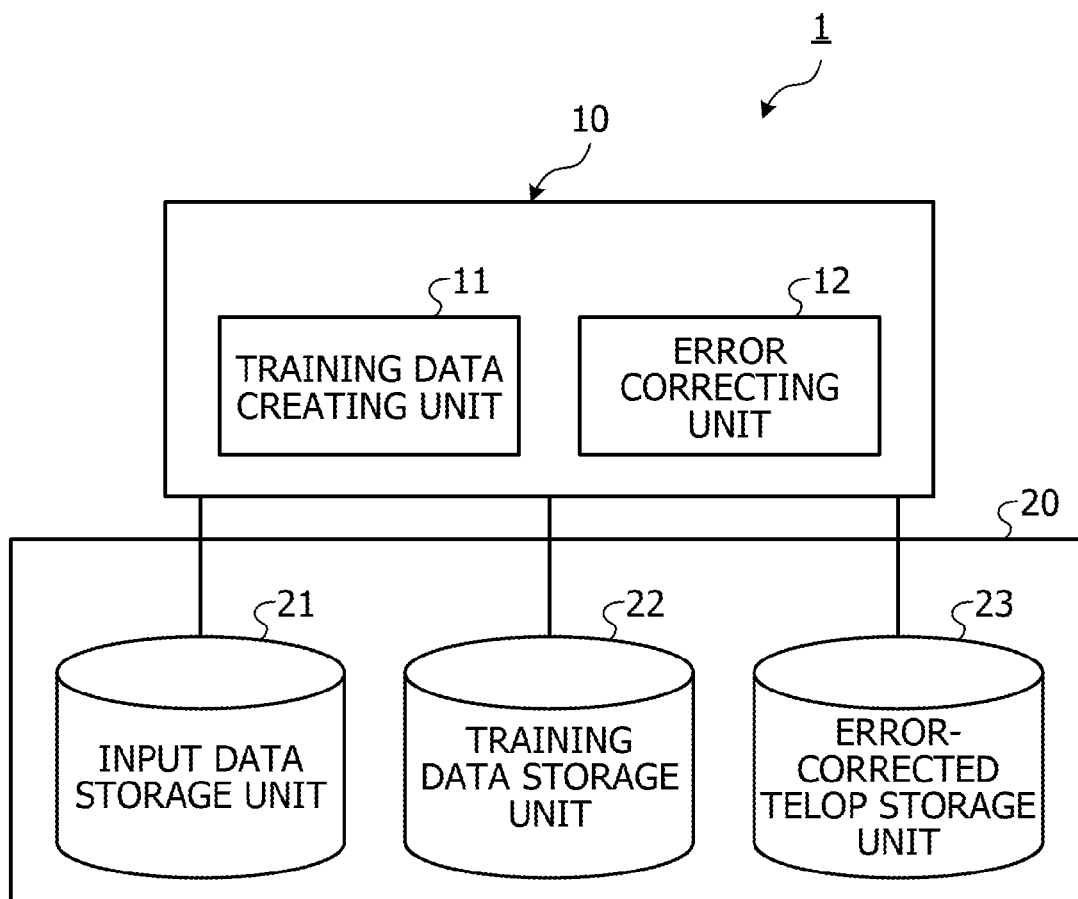 1
10
11
12
TRAINING DATA
CREATING UNIT
ERROR
CORRECTING
UNIT
20
21
22
23
INPUT DATA
STORAGE UNIT
TRAINING
DATA STORAGE
UNIT
ERROR-
CORRECTED
TELOP STORAGE
UNIT